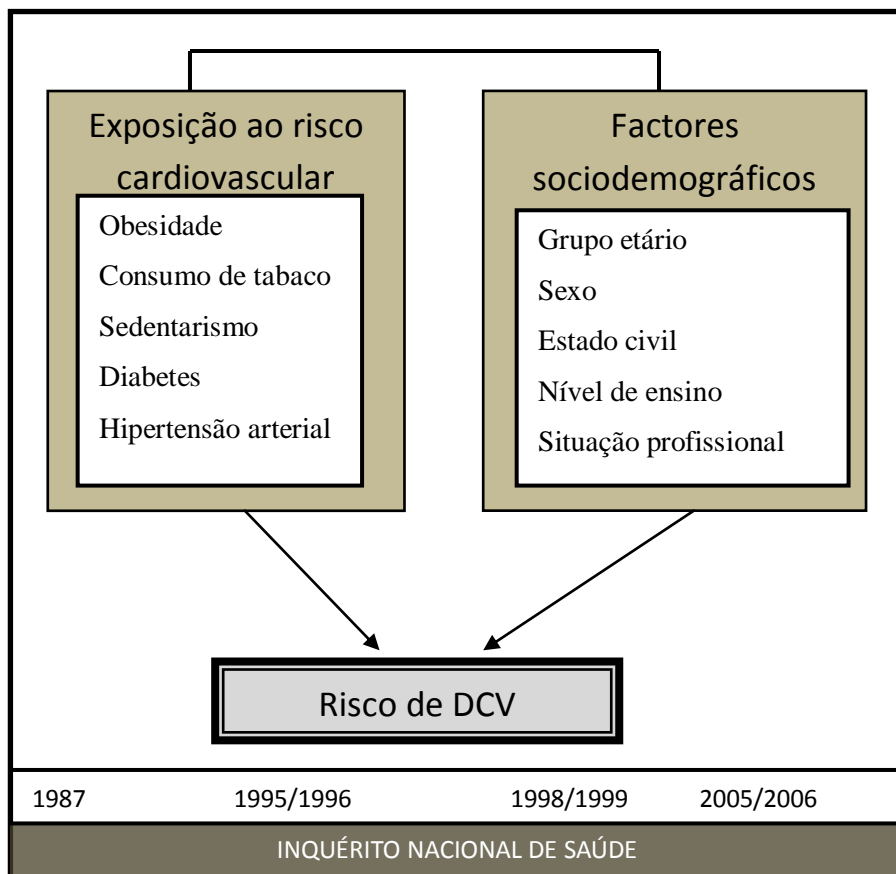 Exposição ao risco
cardiovascular
Obesidade
Consumo de tabaco
Sedentarismo
Diabetes
Hipertensão arterial
Factores
sociodemográficos
Grupo etário
Sexo
Estado civil
Nível de ensino
Situação profissional
Risco de DCV
1987 1995/1996 1998/1999 2005/2006
INQUÉRITO NACIONAL DE SAÚDE